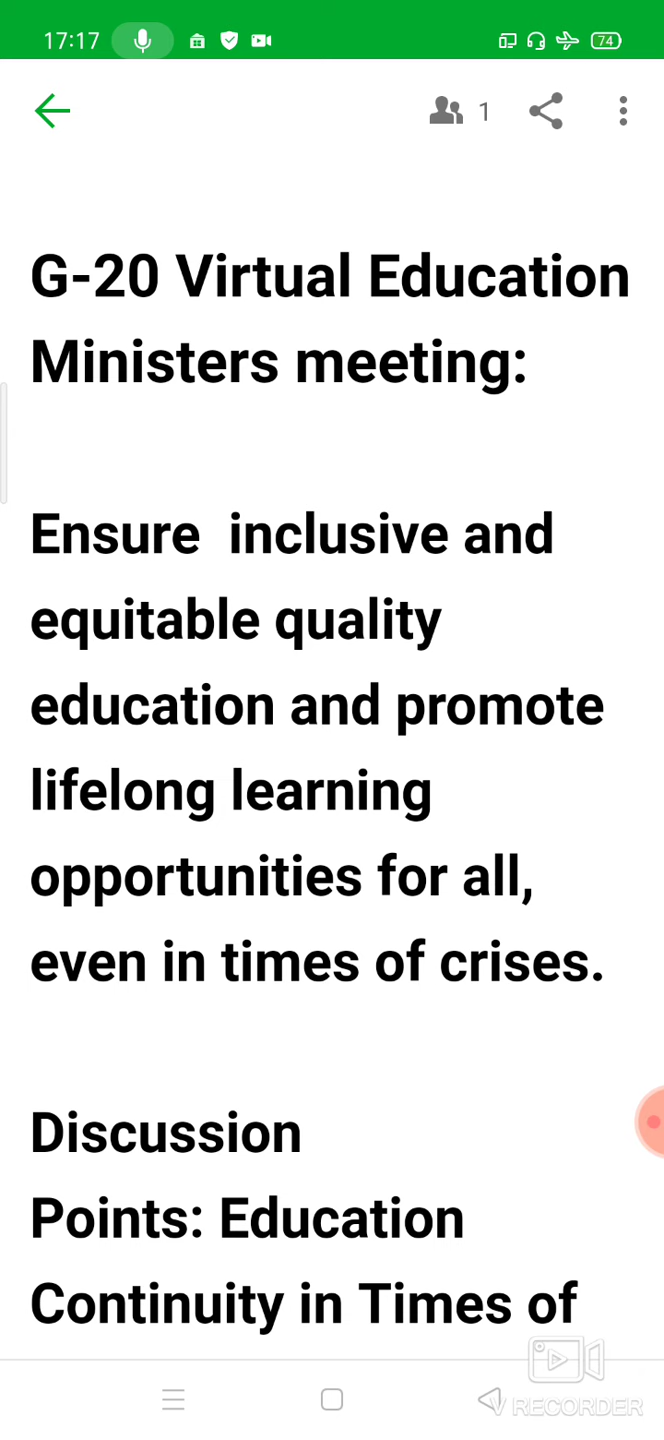 17:17
74
1
G-20 Virtual Education
Ministers meeting:
Ensure  inclusive and
equitable quality
education and promote
lifelong learning
opportunities for all,
even in times of crises.
Discussion
Points: Education
Continuity in Times of
V RECORDER